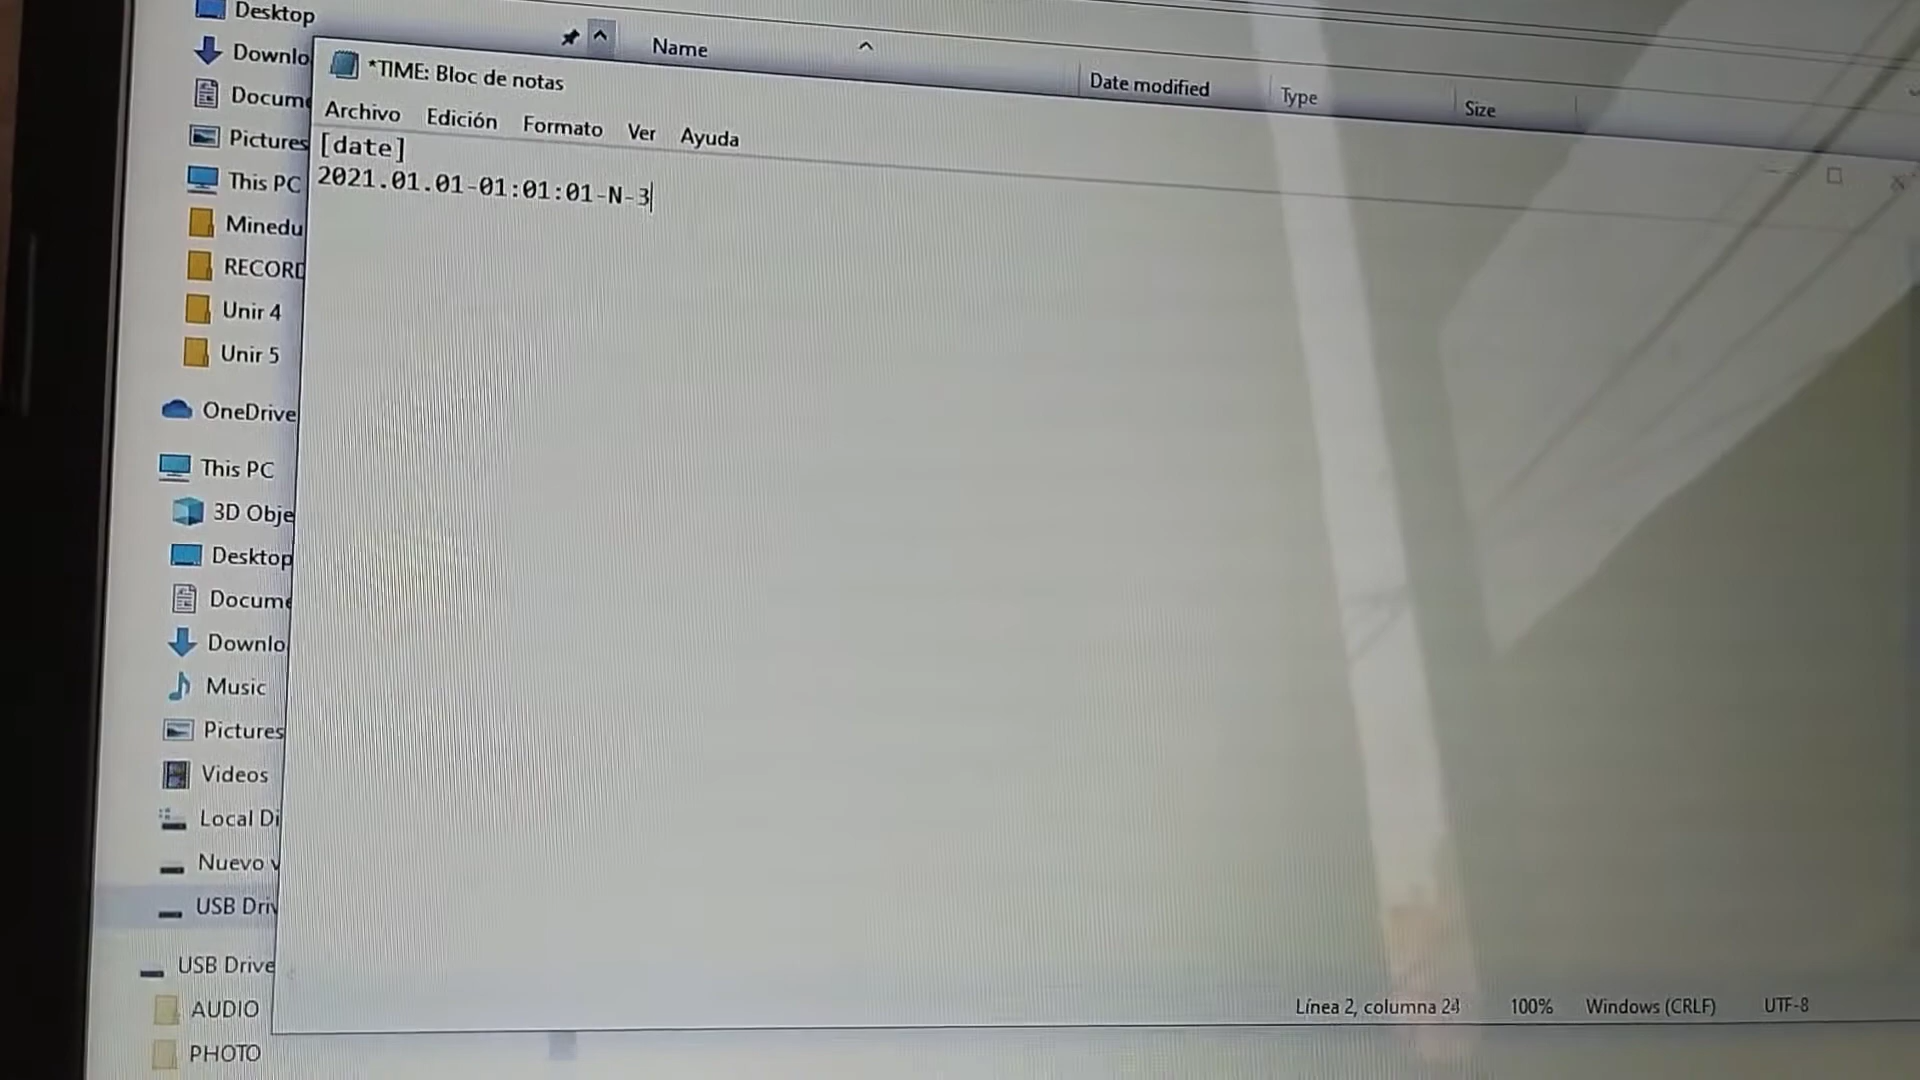 Desktop
Downlo
Docume
Pictures
This PC
Minedu
RECORD
Unir 4
Unir 5
OneDrive
This PC
3D Obje
Desktop
Docume
Downlo
Music
Pictures
Videos
Local Di
Nuevo v
USB Driv
USB Drive
AUDIO
PHOTO
Name
Date modified
Type
Size
*TIME: Bloc de notas
Archivo Edición Formato Ver Ayuda
[date]
2021.01.01-01:01:01-N-3
Línea 2, columna 24 100% Windows (CRLF) UTF-8